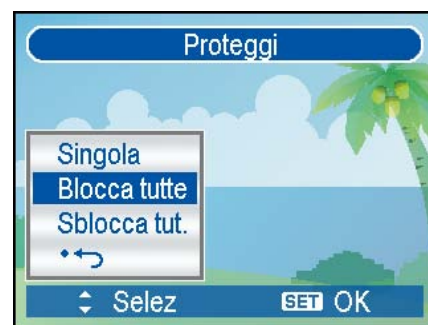 Proteggi
Singola
Blocca tutte
Sblocca tut.
Selez SET OK